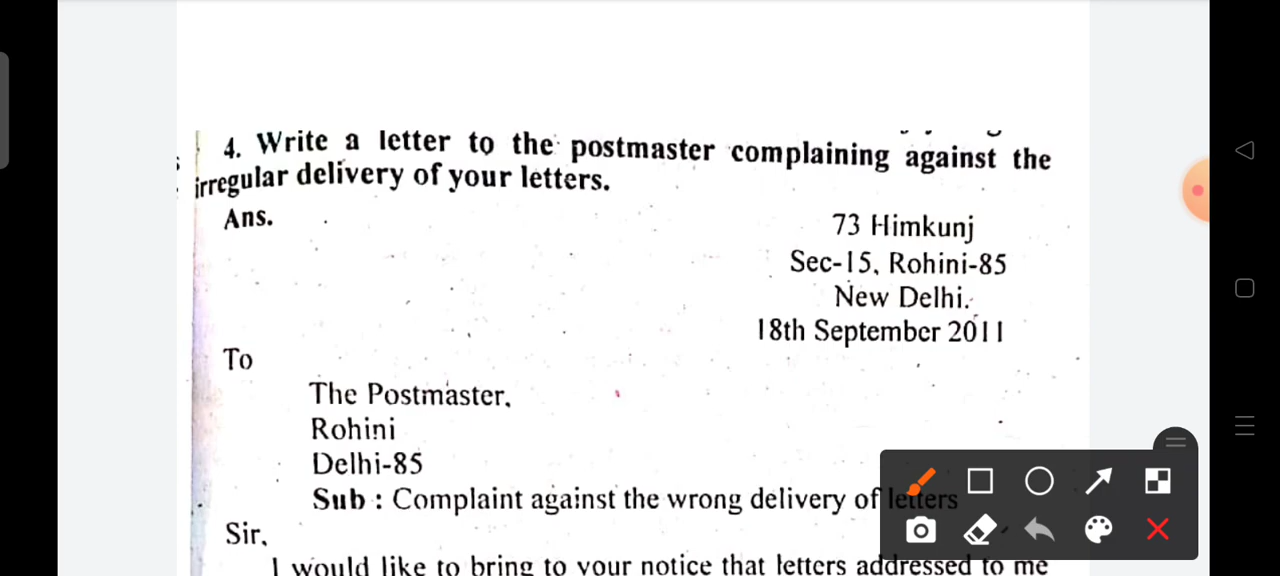 4. Write a letter to the postmaster complaining against the
irregular delivery of your letters.
Ans.
73 Himkunj
Sec-15, Rohini-85
New Delhi.
18th September 2011
To
The Postmaster,
Rohini
Delhi-85
Sub : Complaint against the wrong delivery of letters
Sir,
I would like to bring to your notice that letters addressed to me